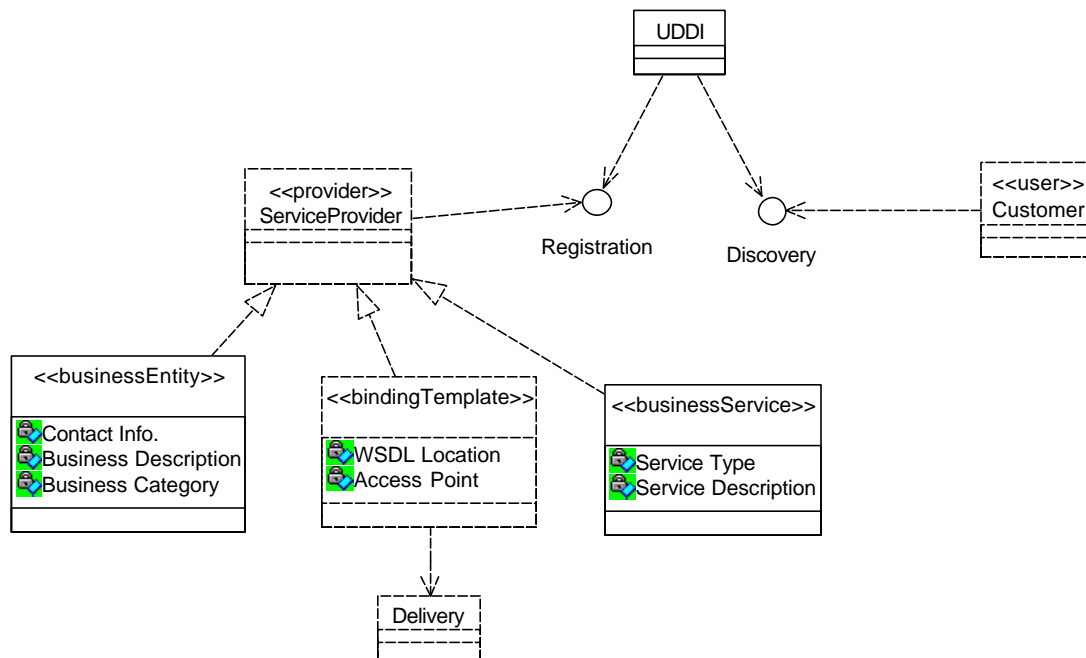 UDDI
<<provider>>
ServiceProvider
<<user>>
Customer
Registration
Discovery
<<businessEntity>>
Contact Info.
Business Description
Business Category
<<bindingTemplate>>
WSDL Location
Access Point
<<businessService>>
Service Type
Service Description
Delivery